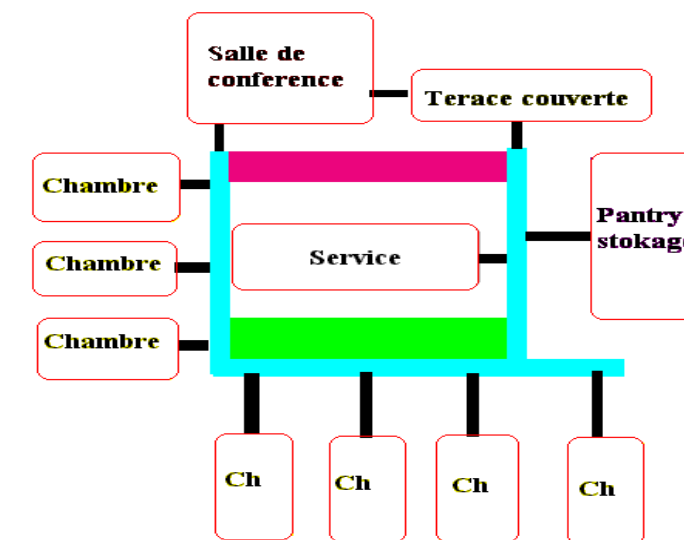 Salle de
conference
Terace couverte
Chambre
Pantry
stokage
Chambre
Service
Chambre
Ch
Ch
Ch
Ch